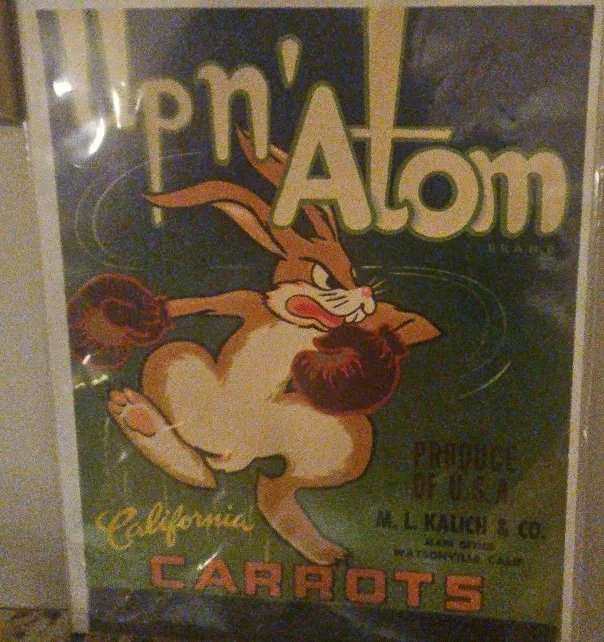 Up n' Atom
BRAND
PRODUCE
OF U.S.A.
California
M. L. KALICH & CO.
MAIN OFFICE
WATSONVILLE CALIF.
CARROTS